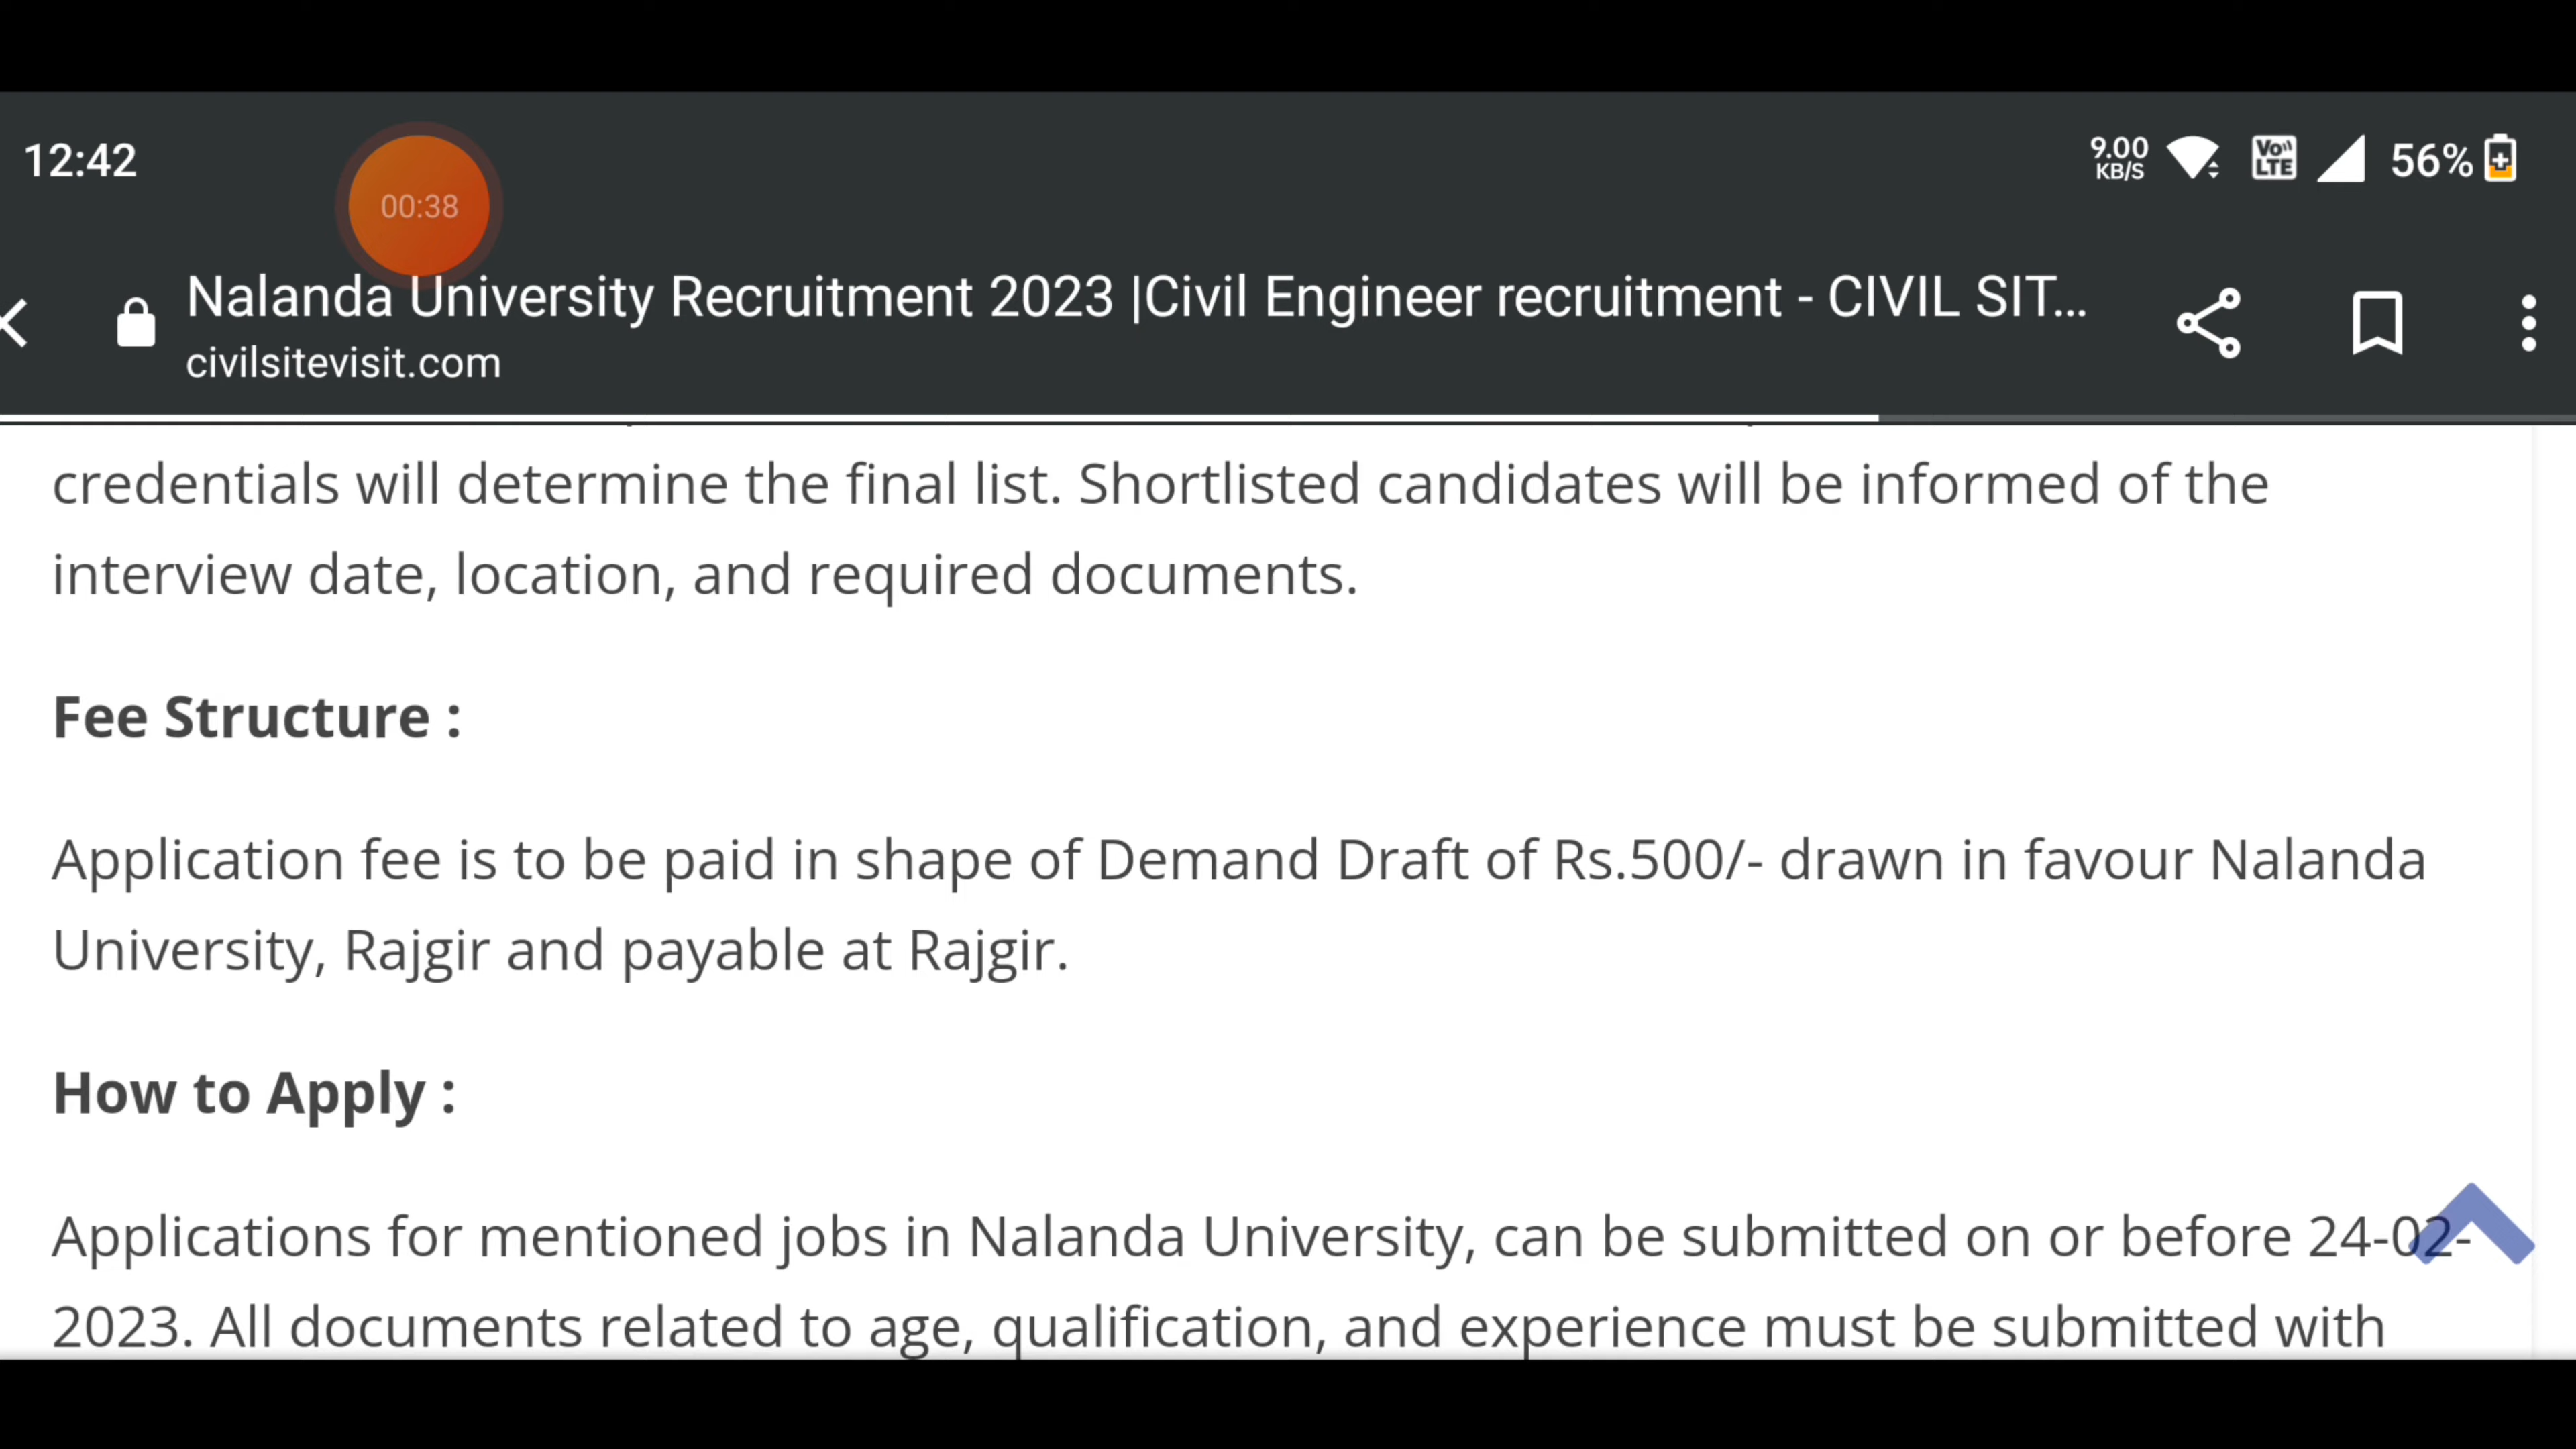 12:42
00:38
9.00
KB/S
Vo))
LTE
56%
Nalanda University Recruitment 2023 |Civil Engineer recruitment - CIVIL SIT...
civilsitevisit.com
credentials will determine the final list. Shortlisted candidates will be informed of the
interview date, location, and required documents.
Fee Structure :
Application fee is to be paid in shape of Demand Draft of Rs.500/- drawn in favour Nalanda
University, Rajgir and payable at Rajgir.
How to Apply :
Applications for mentioned jobs in Nalanda University, can be submitted on or before 24-02-
2023. All documents related to age, qualification, and experience must be submitted with